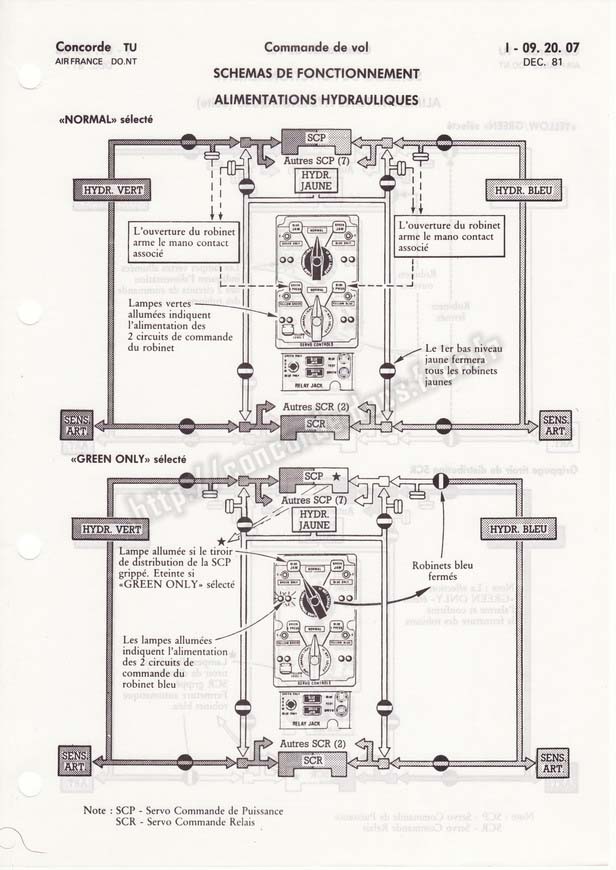 Concorde TU
AIR FRANCE DO.NT
Commande de vol
I - 09. 20. 07
DEC. 81
SCHEMAS DE FONCTIONNEMENT
ALIMENTATIONS HYDRAULIQUES
«NORMAL» sélecté
SCP
Autres SCP (7)
HYDR.
JAUNE
HYDR. VERT
HYDR. BLEU
L'ouverture du robinet
arme le mano contact
associé
L'ouverture du robinet
arme le mano contact
associé
NORMAL
Lampes vertes
allumées indiquent
l'alimentation des
2 circuits de commande
du robinet
NORMAL
SERVO CONTROLS
Le 1er bas niveau
jaune fermera
tous les robinets
jaunes
RELAY JACK
Autres SCR (2)
SCR
SENS.
ART.
SENS.
ART.
«GREEN ONLY» sélecté
SCP
Autres SCP (7)
HYDR.
JAUNE
HYDR. VERT
HYDR. BLEU
Lampe allumée si le tiroir
de distribution de la SCP
grippé. Eteinte si
«GREEN ONLY» sélecté
Robinets bleu
fermés
NORMAL
Les lampes allumées
indiquent l'alimentation
des 2 circuits de
commande du
robinet bleu
NORMAL
SERVO CONTROLS
RELAY JACK
Autres SCR (2)
SCR
SENS.
ART.
SENS.
ART.
Note : SCP - Servo Commande de Puissance
SCR - Servo Commande Relais